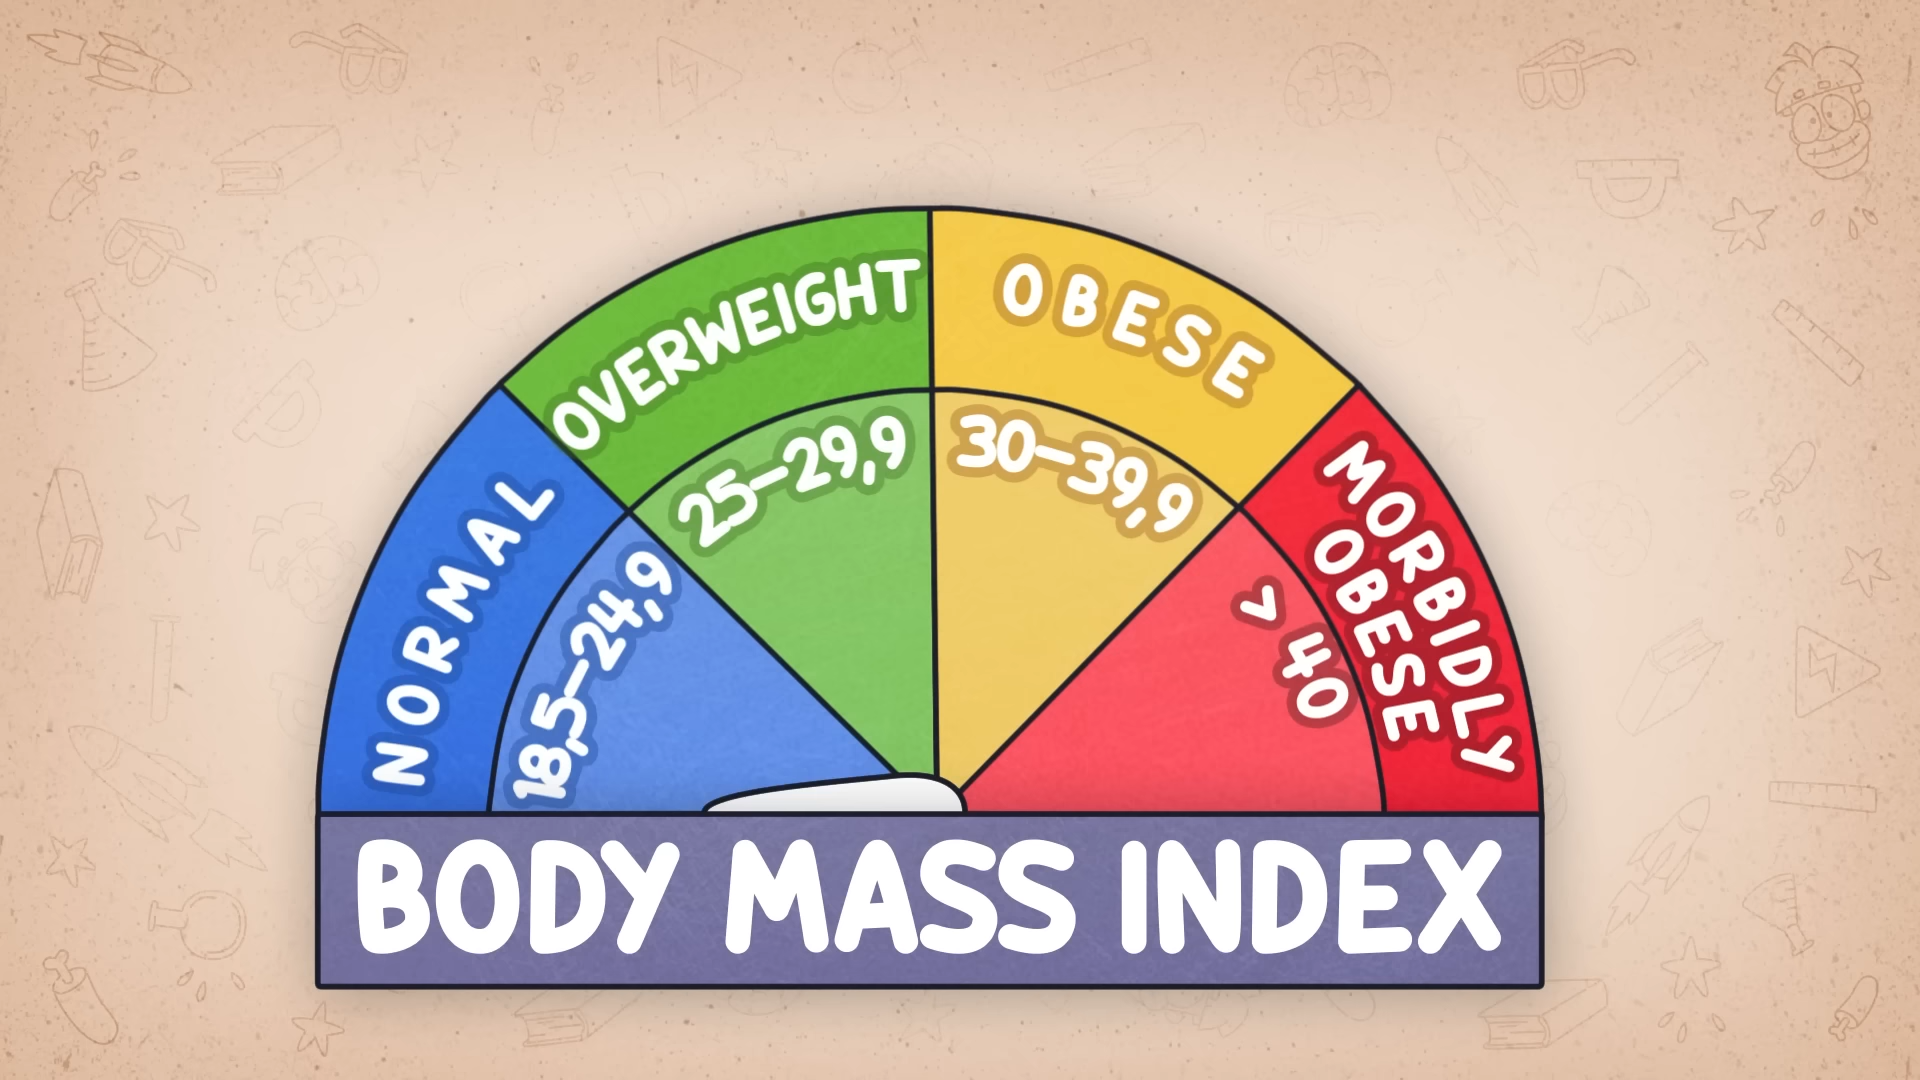 NORMAL
OVERWEIGHT
OBESE
MORBIDLY
OBESE
18,5–24,9
25–29,9
30–39,9
> 40
BODY MASS INDEX